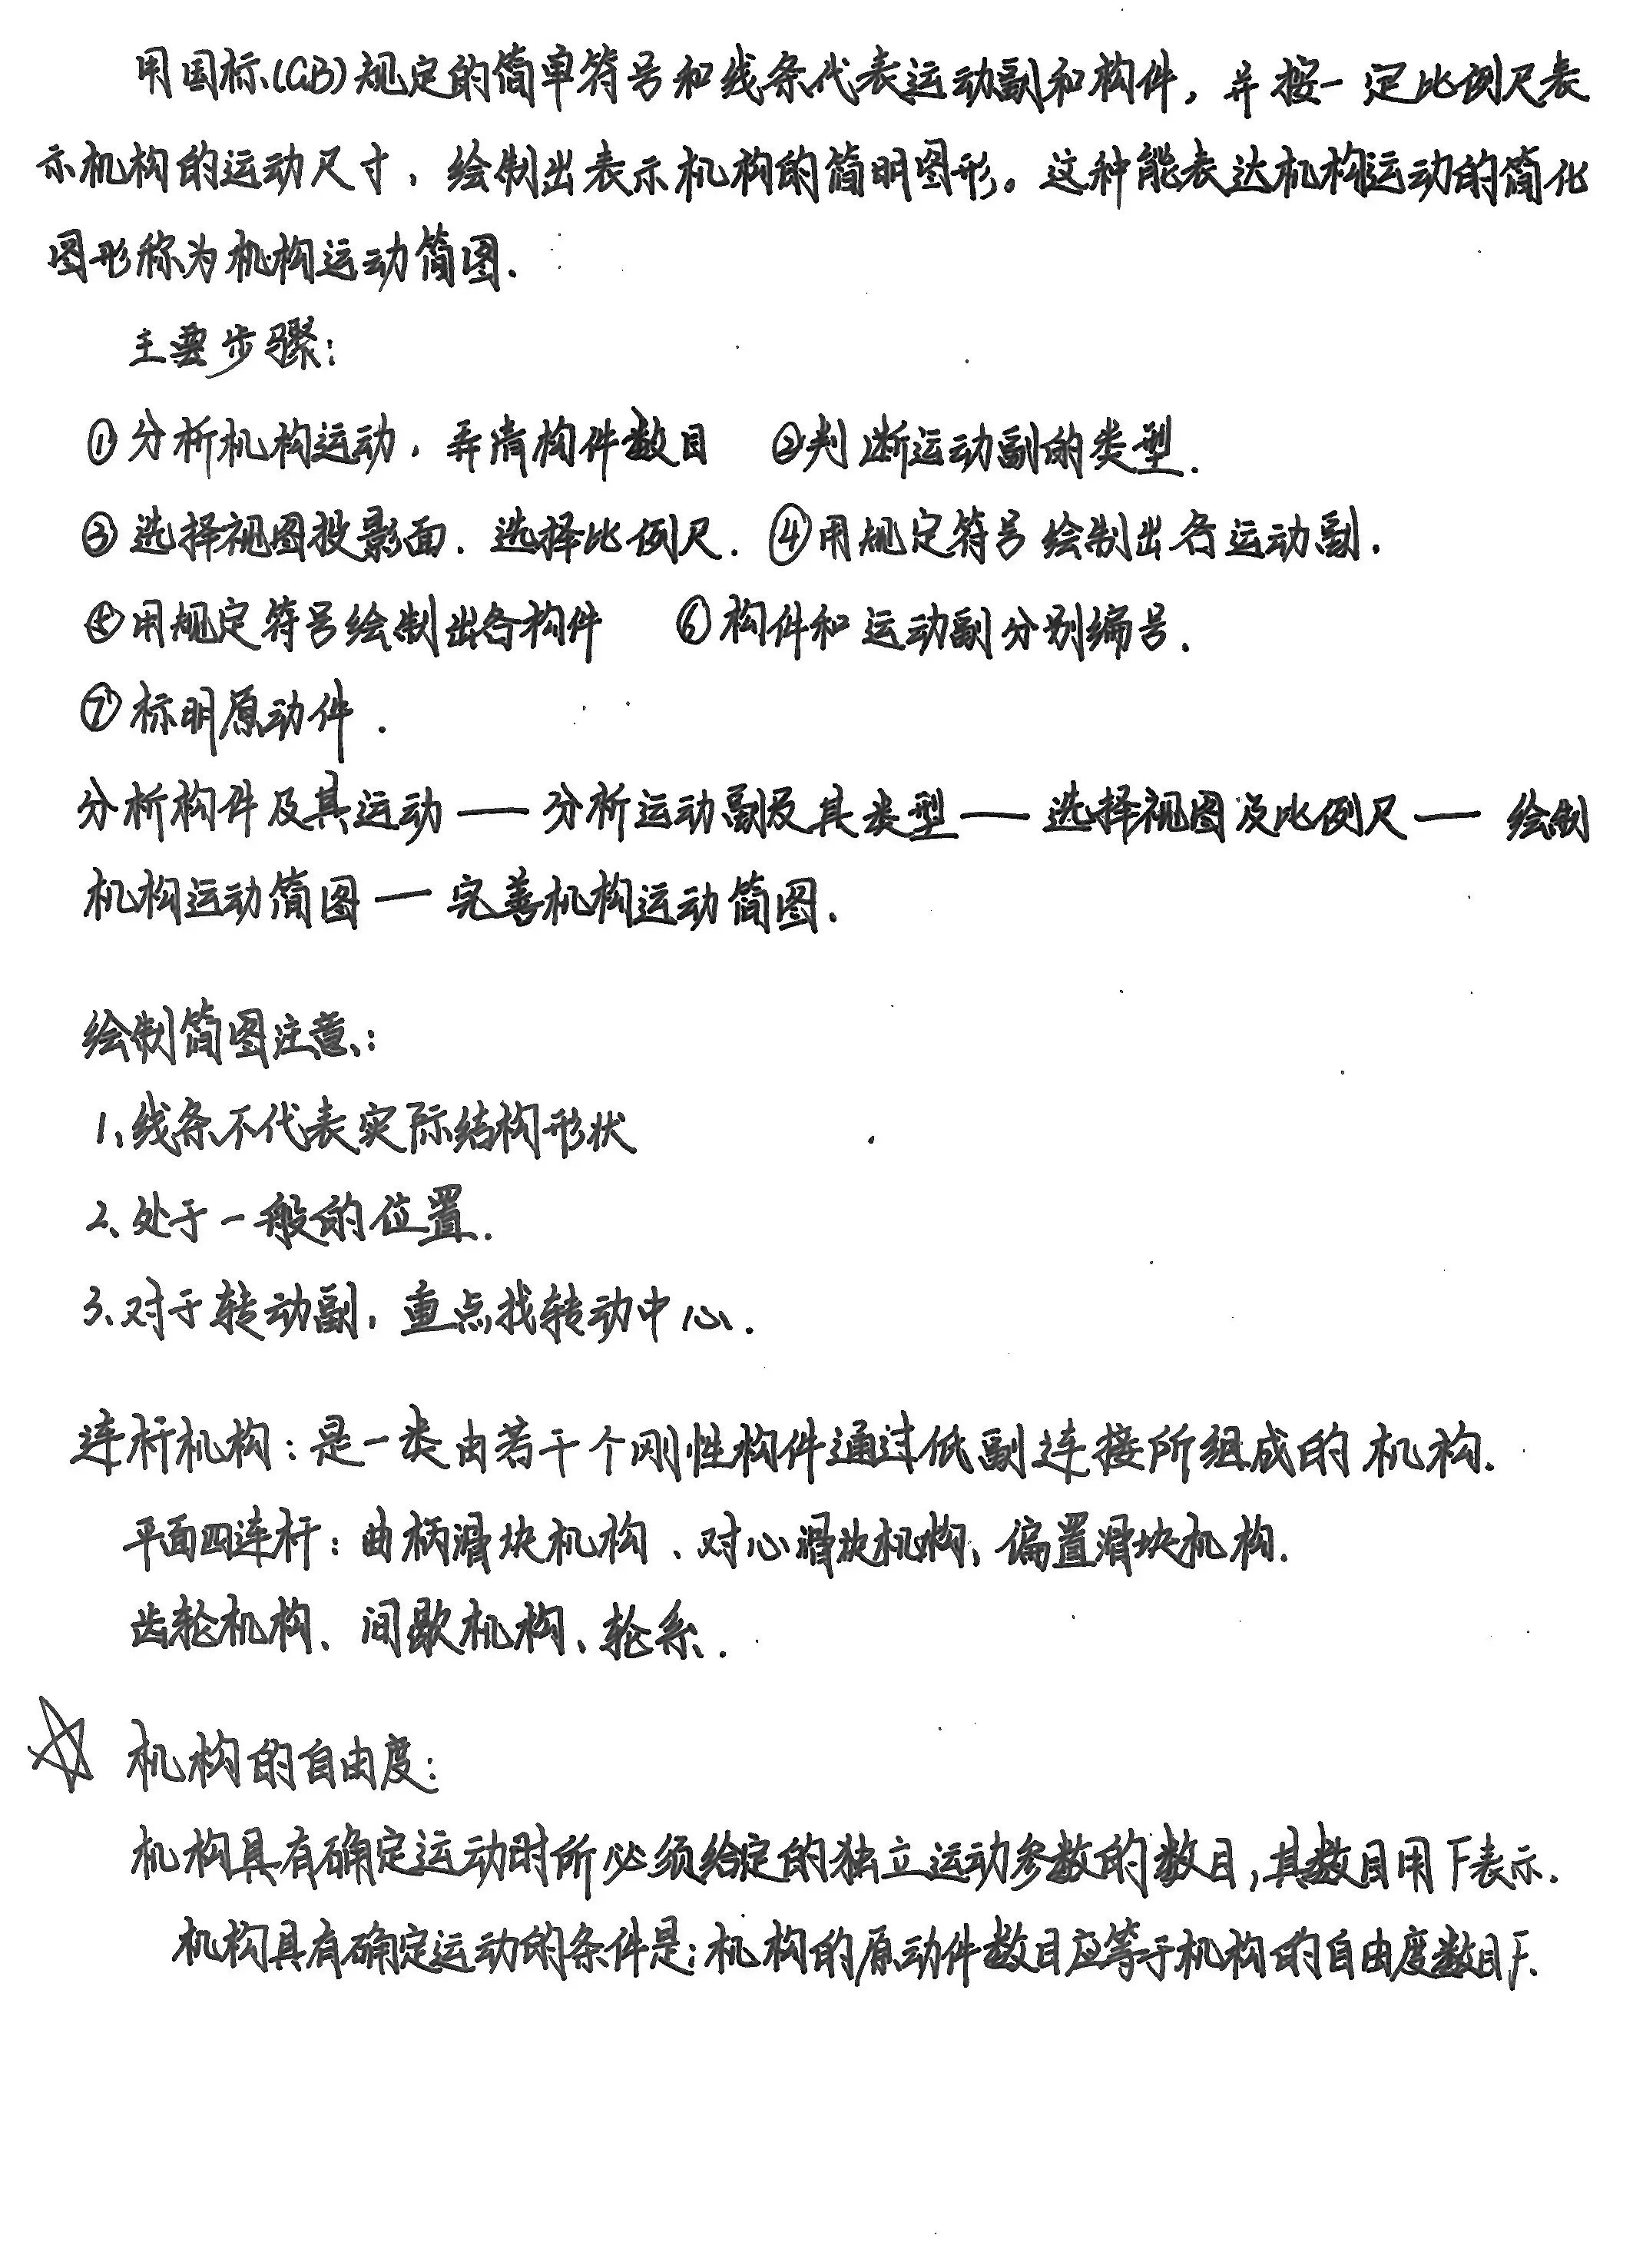 用国标(GB)规定的简单符号和线条代表运动副和构件,并按一定比例尺表
示机构的运动尺寸,绘制出表示机构的简明图形。这种能表达机构运动的简化
图形称为机构运动简图.
主要步骤:
①分析机构运动,弄清构件数目 ②判断运动副的类型.
③选择视图投影面.选择比例尺.④用规定符号绘制出各运动副.
⑤用规定符号绘制出各构件 ⑥构件和运动副分别编号.
⑦标明原动件.
分析构件及其运动——分析运动副及其类型——选择视图及比例尺——绘制
机构运动简图—完善机构运动简图.
绘制简图注意:
1、线条不代表实际结构形状
2、处于一般的位置.
3、对于转动副,重点找转动中心.
连杆机构:是一类由若干个刚性构件通过低副连接所组成的机构.
平面四连杆:曲柄滑块机构、对心滑块机构、偏置滑块机构.
齿轮机构、间歇机构、轮系.
机构的自由度:
机构具有确定运动时所必须给定的独立运动参数的数目,其数目用F表示.
机构具有确定运动的条件是:机构的原动件数目应等于机构的自由度数目F.